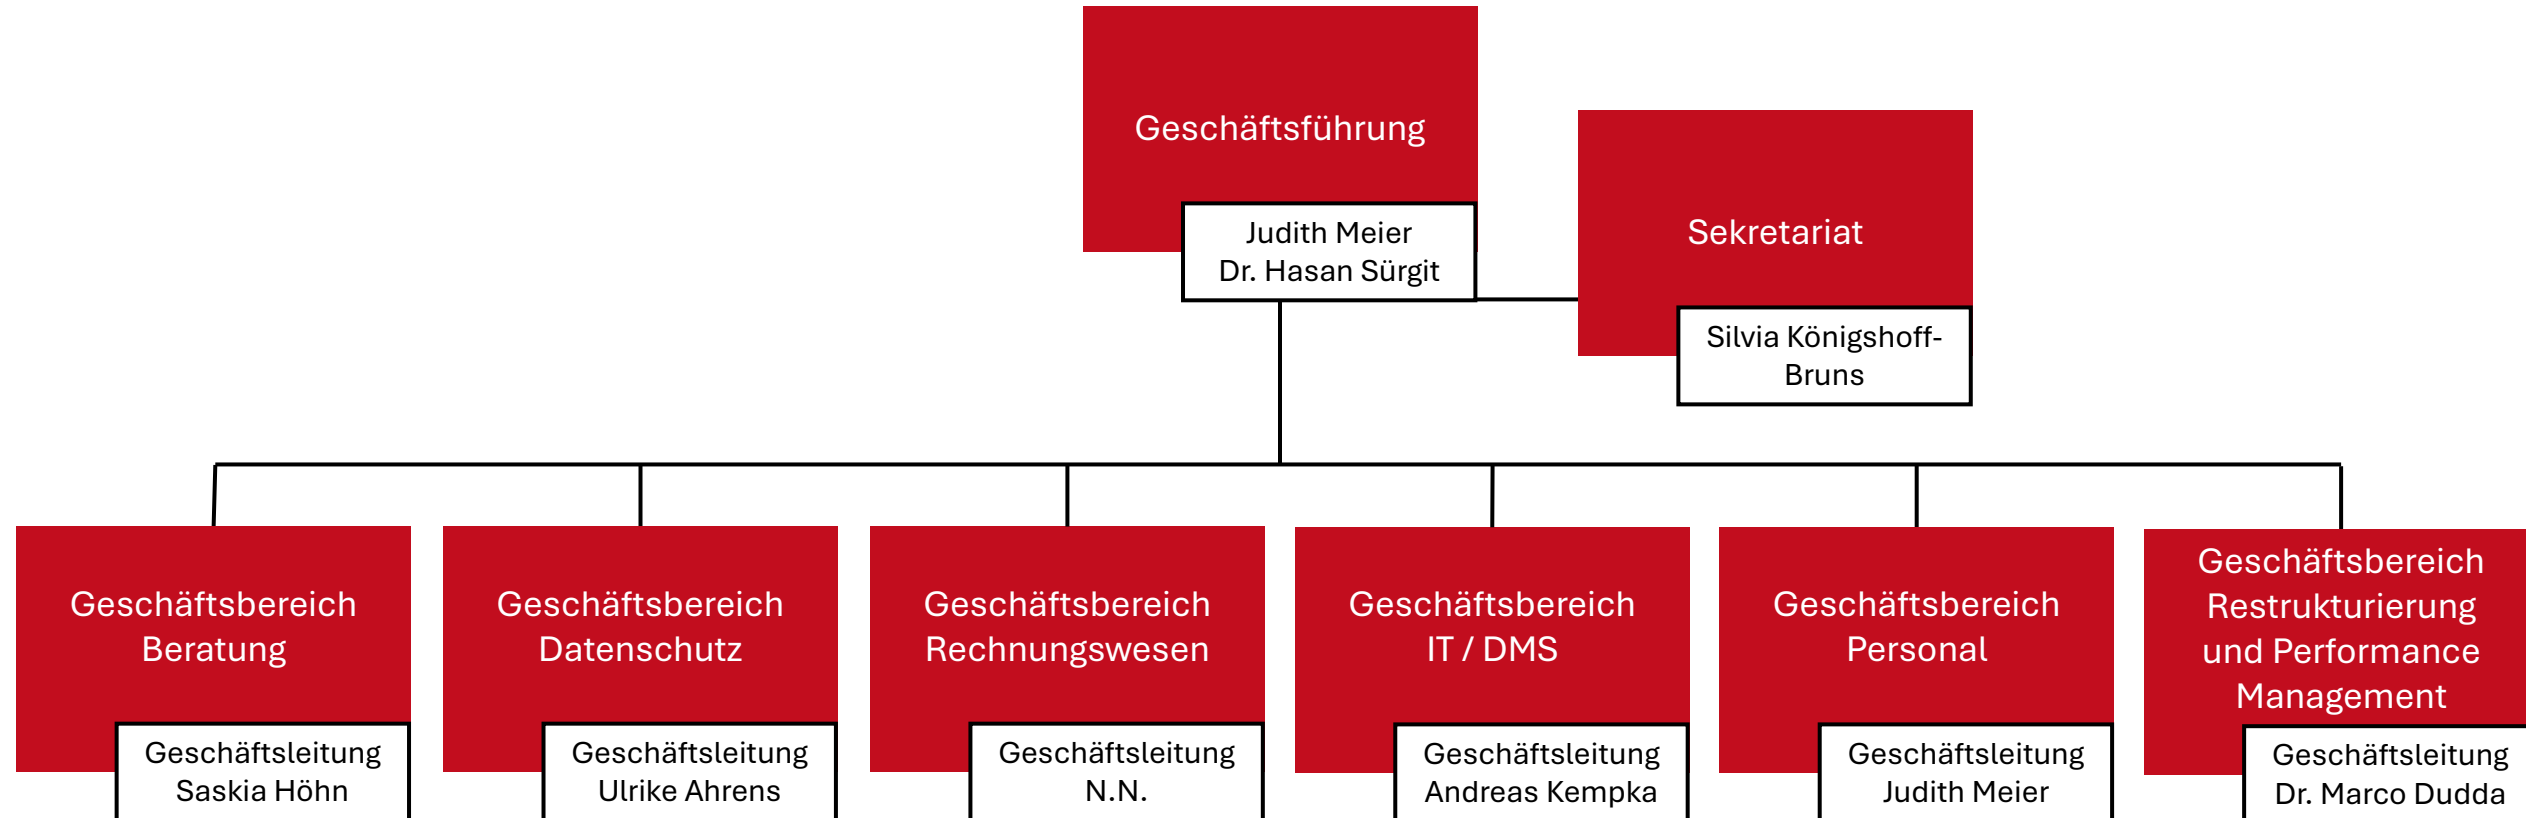 Geschäftsführung
Judith Meier
Dr. Hasan Sürgit
Sekretariat
Silvia Königshoff-
Bruns
Geschäftsbereich
Beratung
Geschäftsleitung
Saskia Höhn
Geschäftsbereich
Datenschutz
Geschäftsleitung
Ulrike Ahrens
Geschäftsbereich
Rechnungswesen
Geschäftsleitung
N.N.
Geschäftsbereich
IT / DMS
Geschäftsleitung
Andreas Kempka
Geschäftsbereich
Personal
Geschäftsleitung
Judith Meier
Geschäftsbereich
Restrukturierung
und Performance
Management
Geschäftsleitung
Dr. Marco Dudda